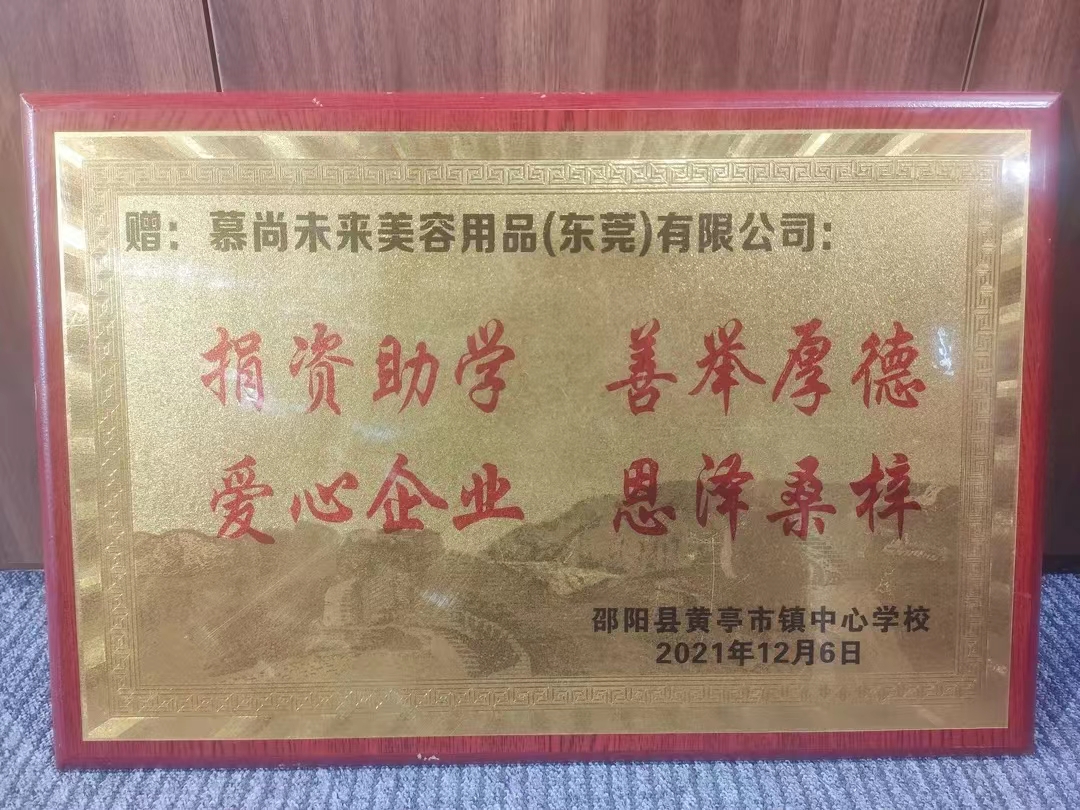 赠：慕尚未来美容用品(东莞)有限公司：
捐资助学 善举厚德
爱心企业 恩泽桑梓
邵阳县黄亭市镇中心学校
2021年12月6日